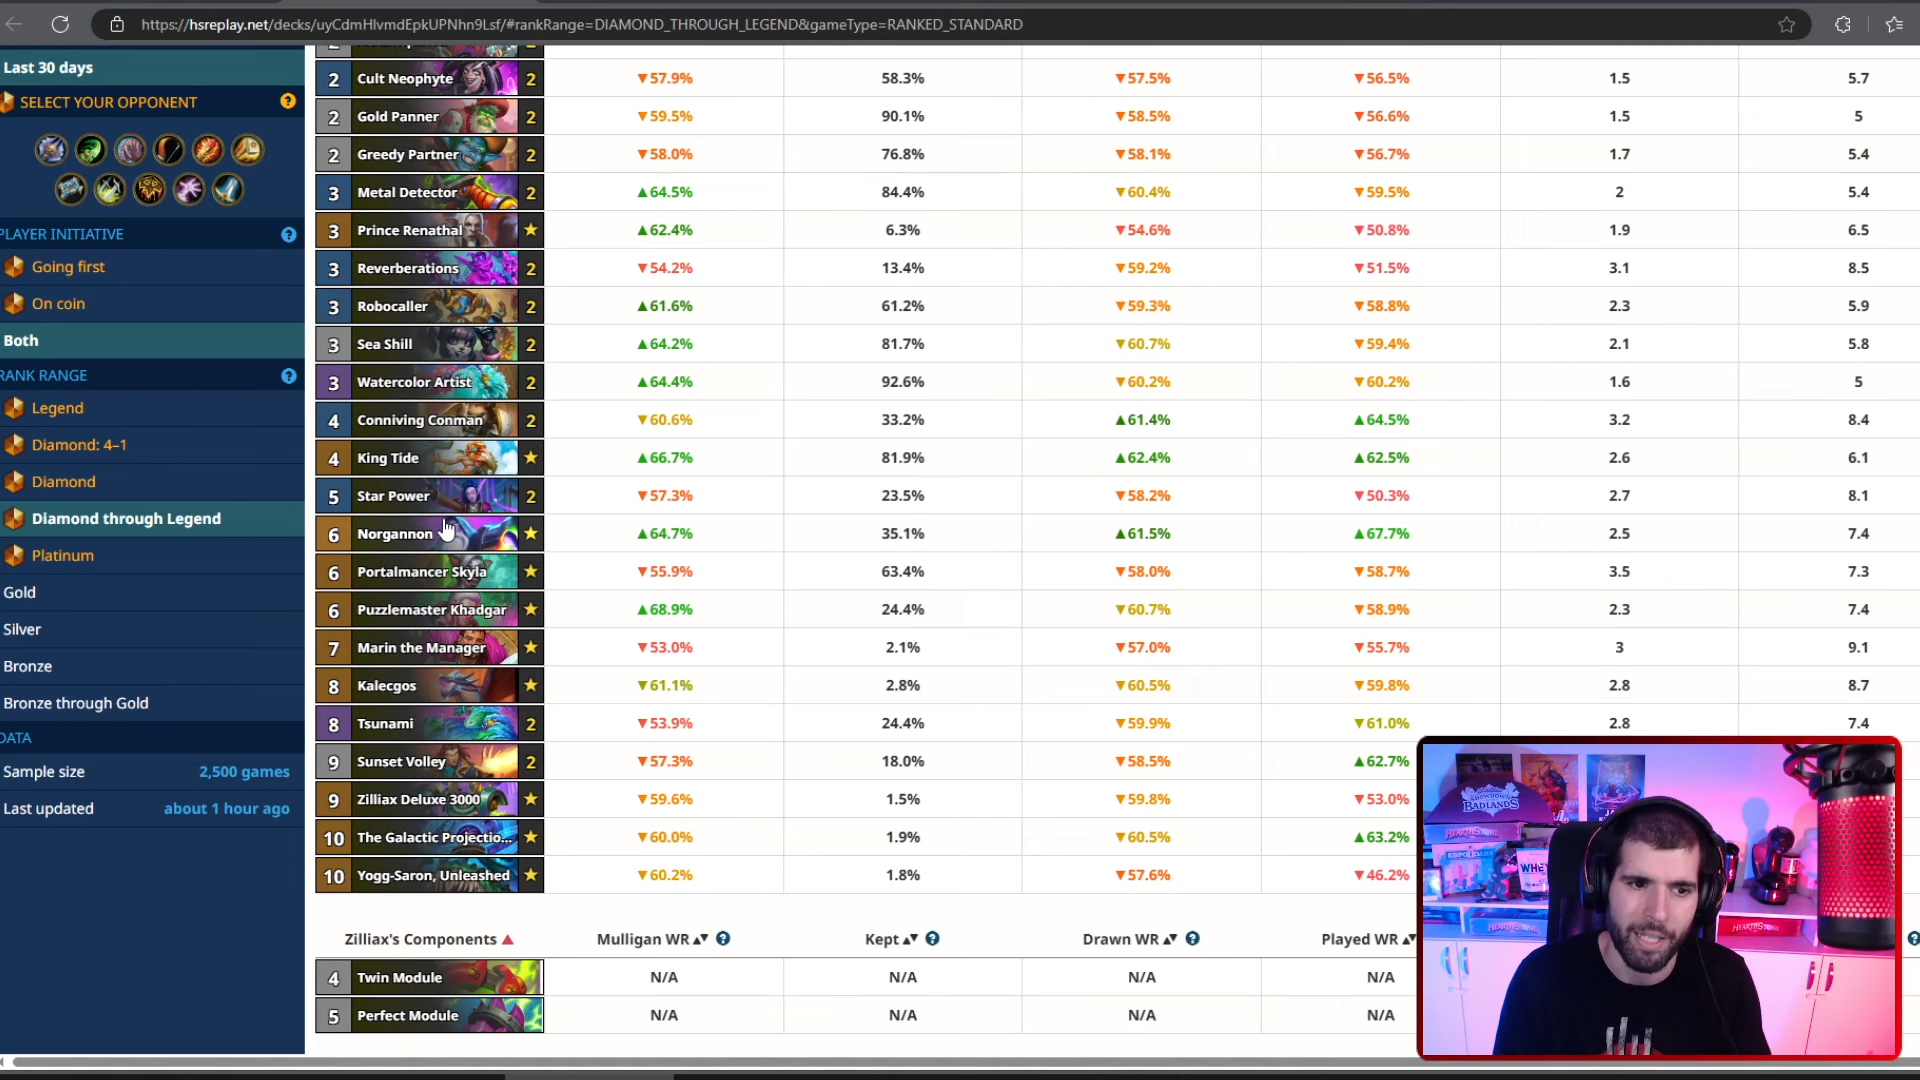 https://hsreplay.net/decks/uyCdmHlvmdEpkUPNhn9Lsf/#rankRange=DIAMOND_THROUGH_LEGEND&gameType=RANKED_STANDARD
Last 30 days
SELECT YOUR OPPONENT ?
PLAYER INITIATIVE ?
Going first
On coin
Both
RANK RANGE ?
Legend
Diamond: 4–1
Diamond
Diamond through Legend
Platinum
Gold
Silver
Bronze
Bronze through Gold
DATA
Sample size 2,500 games
Last updated about 1 hour ago
2 Cult Neophyte 2 ▼57.9% 58.3% ▼57.5% ▼56.5% 1.5 5.7
2 Gold Panner 2 ▼59.5% 90.1% ▼58.5% ▼56.6% 1.5 5
2 Greedy Partner 2 ▼58.0% 76.8% ▼58.1% ▼56.7% 1.7 5.4
3 Metal Detector 2 ▲64.5% 84.4% ▼60.4% ▼59.5% 2 5.4
3 Prince Renathal ★ ▲62.4% 6.3% ▼54.6% ▼50.8% 1.9 6.5
3 Reverberations 2 ▼54.2% 13.4% ▼59.2% ▼51.5% 3.1 8.5
3 Robocaller 2 ▲61.6% 61.2% ▼59.3% ▼58.8% 2.3 5.9
3 Sea Shill 2 ▲64.2% 81.7% ▼60.7% ▼59.4% 2.1 5.8
3 Watercolor Artist 2 ▲64.4% 92.6% ▼60.2% ▼60.2% 1.6 5
4 Conniving Conman 2 ▼60.6% 33.2% ▲61.4% ▲64.5% 3.2 8.4
4 King Tide ★ ▲66.7% 81.9% ▲62.4% ▲62.5% 2.6 6.1
5 Star Power 2 ▼57.3% 23.5% ▼58.2% ▼50.3% 2.7 8.1
6 Norgannon ★ ▲64.7% 35.1% ▲61.5% ▲67.7% 2.5 7.4
6 Portalmancer Skyla ★ ▼55.9% 63.4% ▼58.0% ▼58.7% 3.5 7.3
6 Puzzlemaster Khadgar ★ ▲68.9% 24.4% ▼60.7% ▼58.9% 2.3 7.4
7 Marin the Manager ★ ▼53.0% 2.1% ▼57.0% ▼55.7% 3 9.1
8 Kalecgos ★ ▼61.1% 2.8% ▼60.5% ▼59.8% 2.8 8.7
8 Tsunami 2 ▼53.9% 24.4% ▼59.9% ▼61.0% 2.8 7.4
9 Sunset Volley 2 ▼57.3% 18.0% ▼58.5% ▲62.7%
9 Zilliax Deluxe 3000 ★ ▼59.6% 1.5% ▼59.8% ▼53.0%
10 The Galactic Projectio... ★ ▼60.0% 1.9% ▼60.5% ▲63.2%
10 Yogg-Saron, Unleashed ★ ▼60.2% 1.8% ▼57.6% ▼46.2%
Zilliax's Components ▲ Mulligan WR ▲▼ ? Kept ▲▼ ? Drawn WR ▲▼ ? Played WR ▲▼
4 Twin Module N/A N/A N/A N/A
5 Perfect Module N/A N/A N/A N/A
SHOWDOWN
BADLANDS
HEARTHSTONE
WHEY
HEARTHSTONE